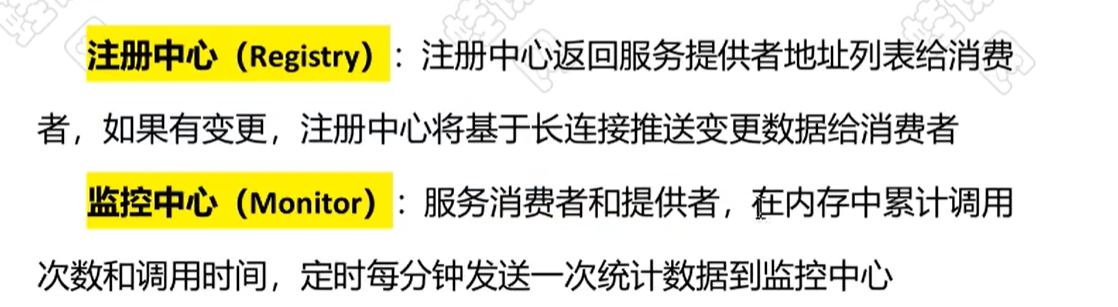 注册中心（Registry）：注册中心返回服务提供者地址列表给消费
者，如果有变更，注册中心将基于长连接推送变更数据给消费者
监控中心（Monitor）：服务消费者和提供者，在内存中累计调用
次数和调用时间，定时每分钟发送一次统计数据到监控中心